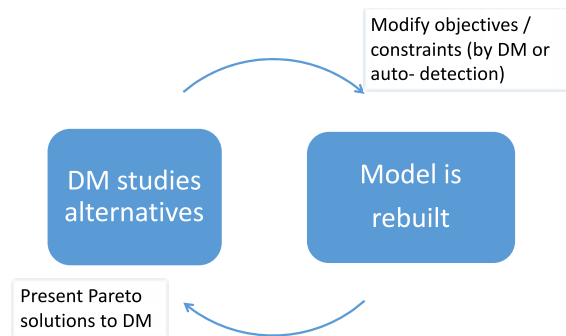 Modify objectives /
constraints (by DM or
auto- detection)
DM studies
alternatives
Model is
rebuilt
Present Pareto
solutions to DM